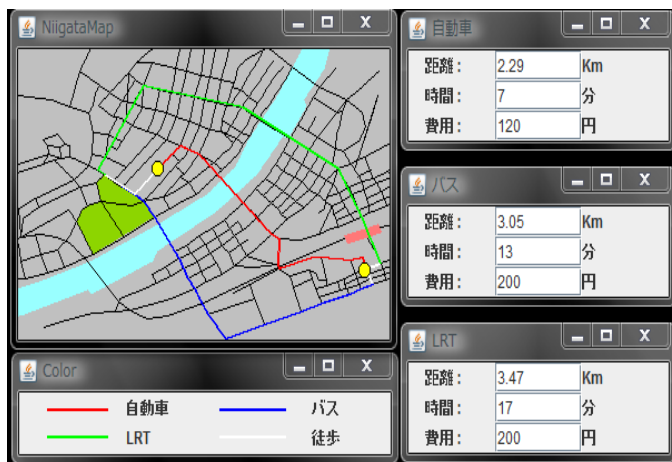 NiigataMap
自動車
距離： 2.29 Km
時間： 7 分
費用： 120 円
バス
距離： 3.05 Km
時間： 13 分
費用： 200 円
Color
自動車 バス
LRT 徒歩
LRT
距離： 3.47 Km
時間： 17 分
費用： 200 円